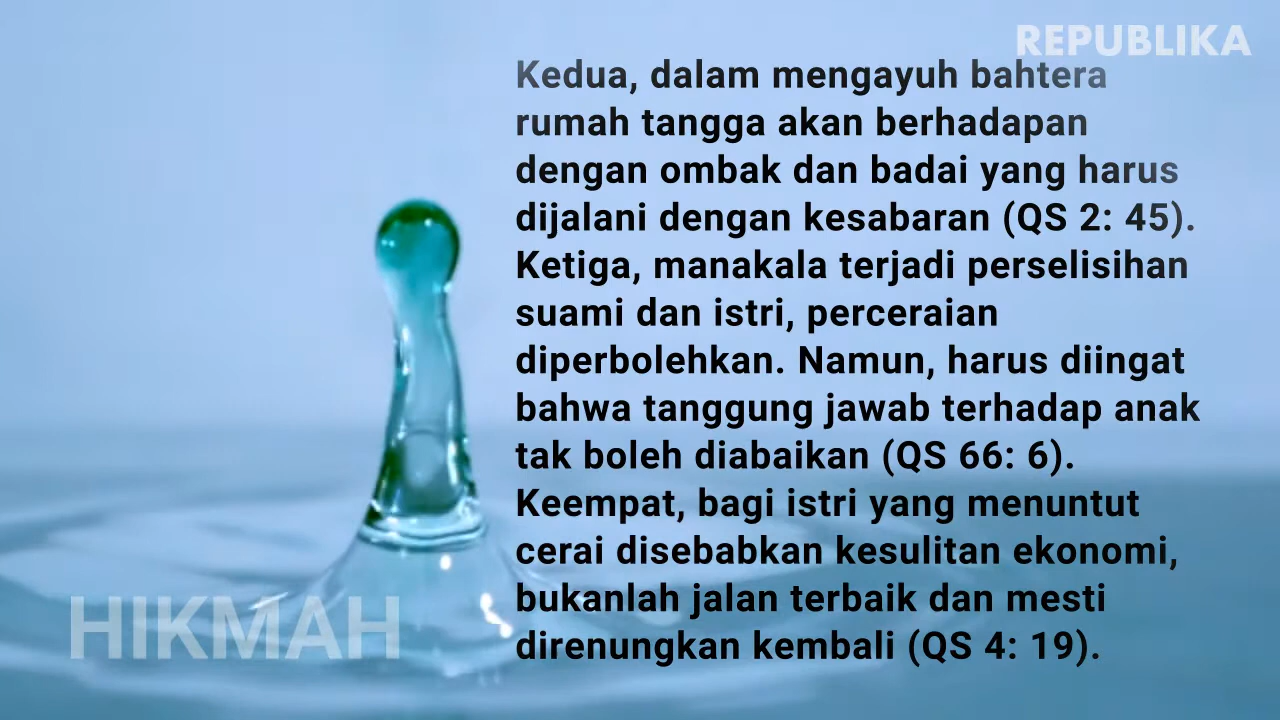 REPUBLIKA
Kedua, dalam mengayuh bahtera
rumah tangga akan berhadapan
dengan ombak dan badai yang harus
dijalani dengan kesabaran (QS 2: 45).
Ketiga, manakala terjadi perselisihan
suami dan istri, perceraian
diperbolehkan. Namun, harus diingat
bahwa tanggung jawab terhadap anak
tak boleh diabaikan (QS 66: 6).
Keempat, bagi istri yang menuntut
cerai disebabkan kesulitan ekonomi,
bukanlah jalan terbaik dan mesti
direnungkan kembali (QS 4: 19).
HIKMAH